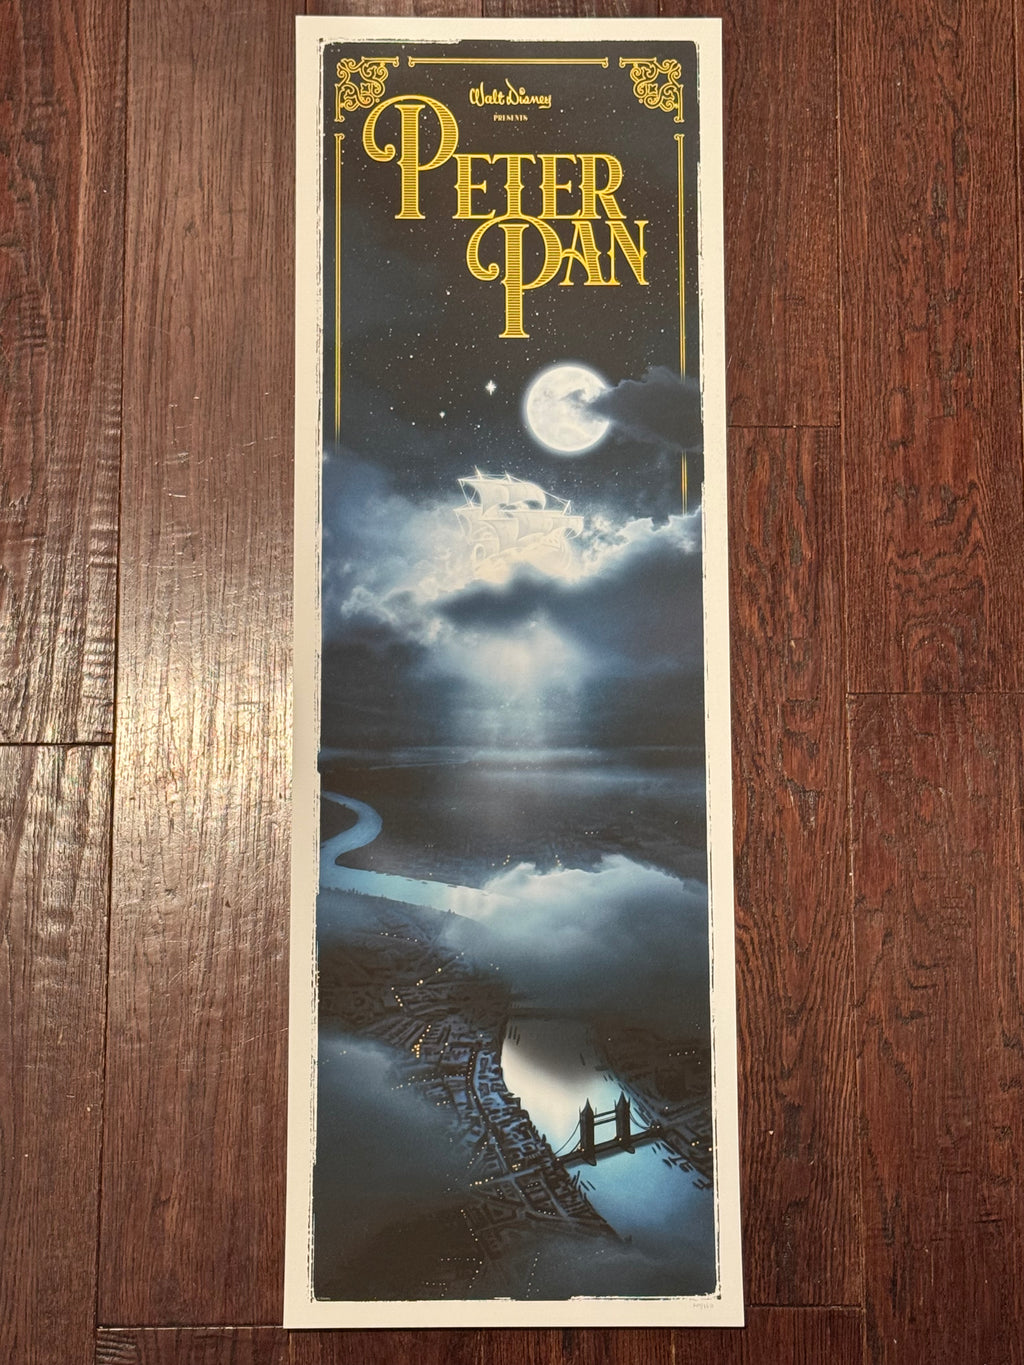 Walt Disney
PRESENTS
PETER
PAN